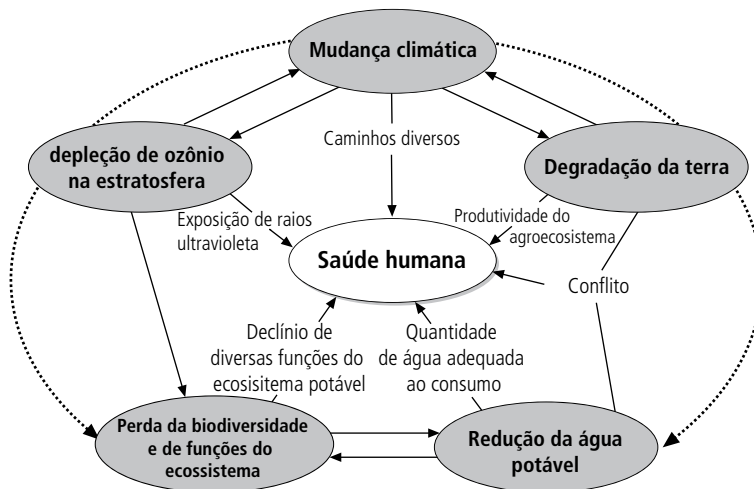 Mudança climática
Caminhos diversos
depleção de ozônio
na estratosfera
Degradação da terra
Exposição de raios
ultravioleta
Produtividade do
agroecosistema
Saúde humana
Conflito
Declínio de
diversas funções do
ecosisitema potável
Quantidade
de água adequada
ao consumo
Perda da biodiversidade
e de funções do
ecossistema
Redução da água
potável